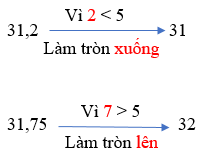 Vì 2 < 5
31,2 31
Làm tròn xuống
Vì 7 > 5
31,75 32
Làm tròn lên